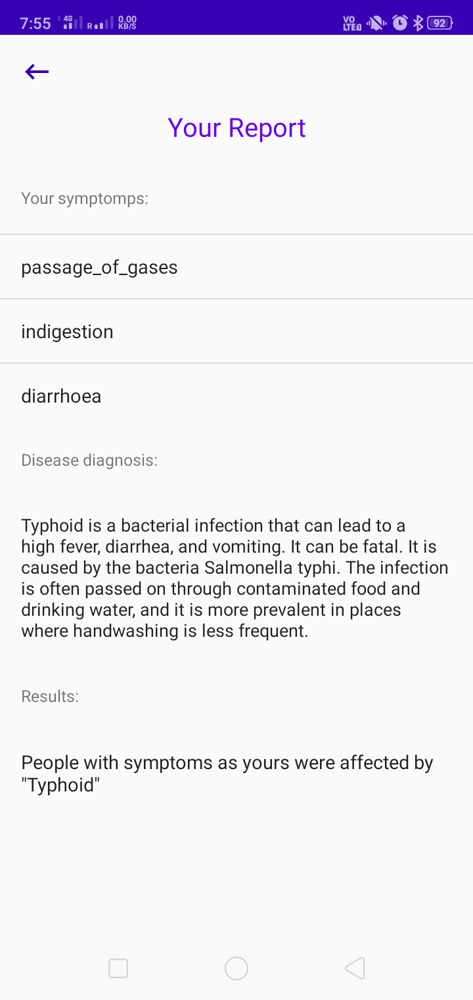 7:55 4G R 0.00 KB/S VO LTE 92
Your Report
Your symptomps:
passage_of_gases
indigestion
diarrhoea
Disease diagnosis:
Typhoid is a bacterial infection that can lead to a
high fever, diarrhea, and vomiting. It can be fatal. It is
caused by the bacteria Salmonella typhi. The infection
is often passed on through contaminated food and
drinking water, and it is more prevalent in places
where handwashing is less frequent.
Results:
People with symptoms as yours were affected by
"Typhoid"